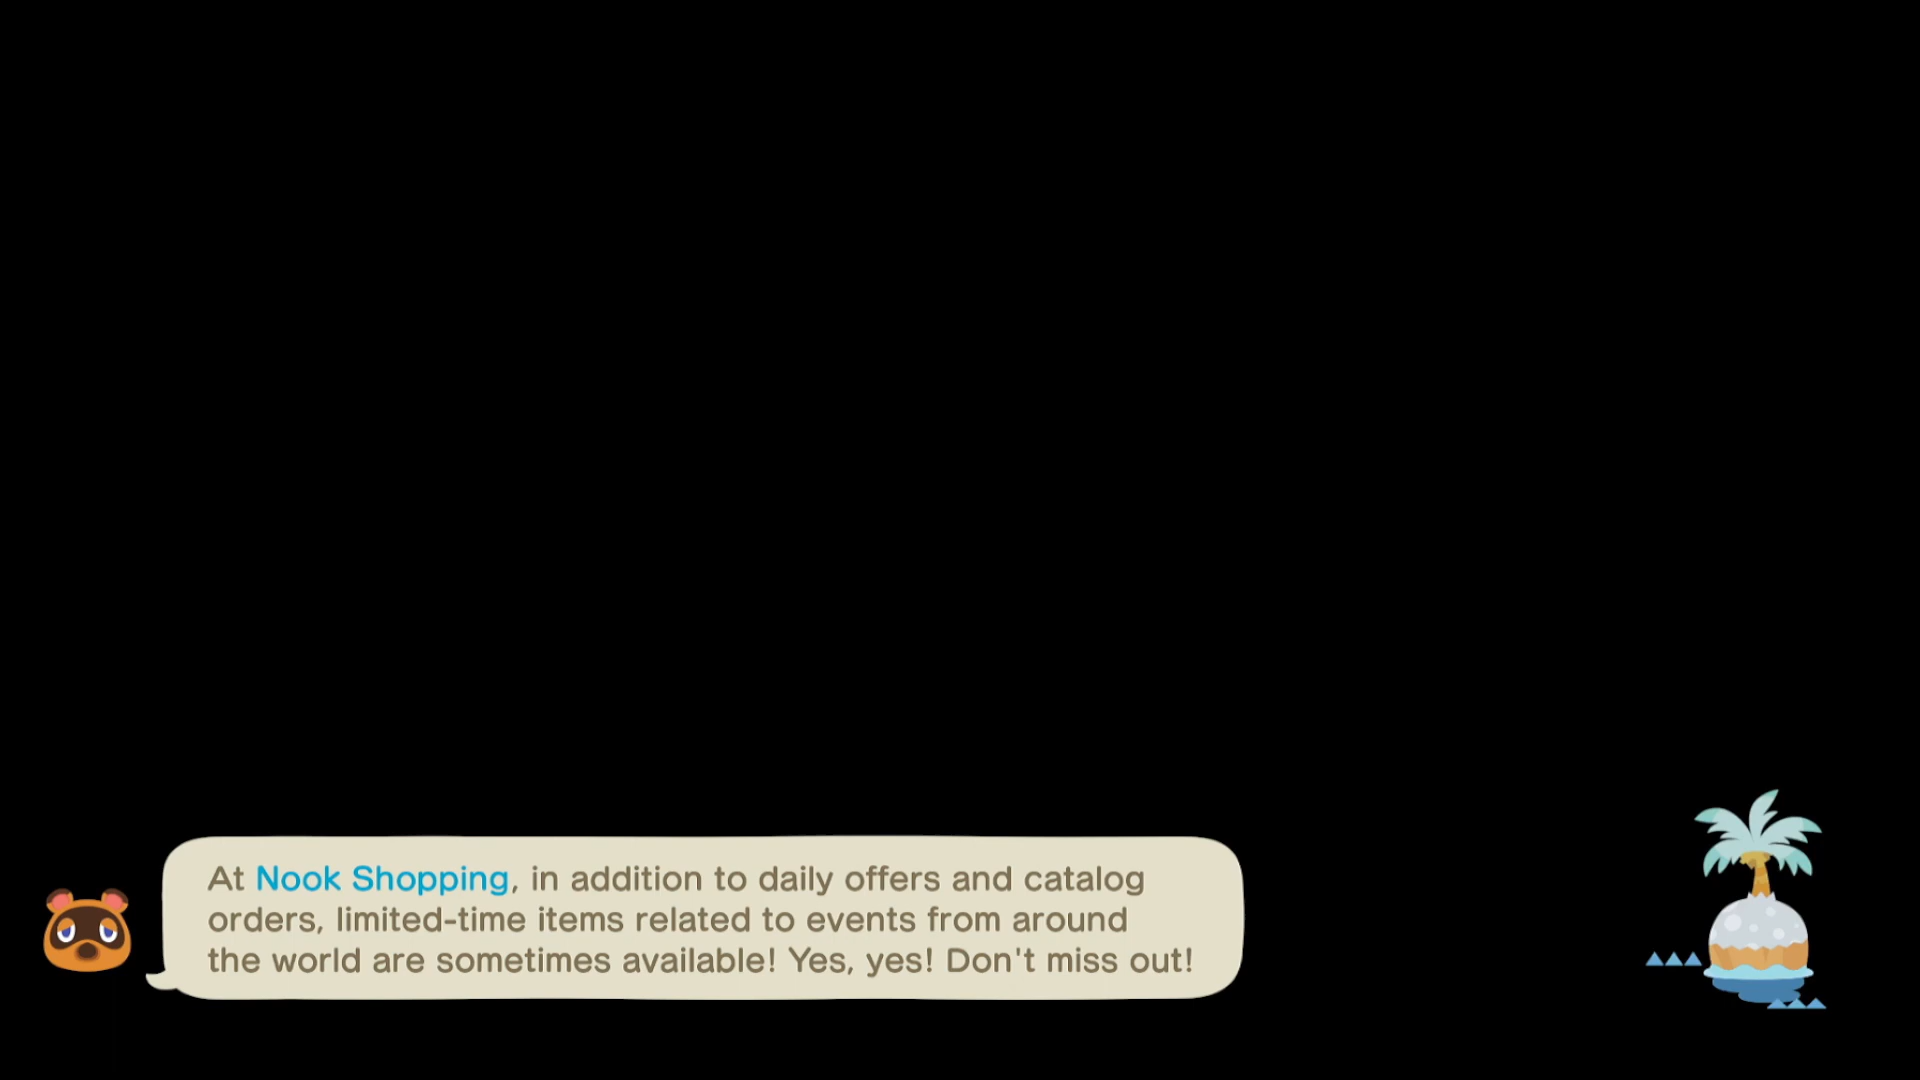 At Nook Shopping, in addition to daily offers and catalog
orders, limited-time items related to events from around
the world are sometimes available! Yes, yes! Don't miss out!